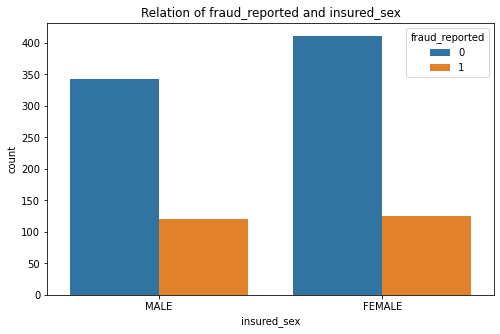 Relation of fraud_reported and insured_sex
fraud_reported
0
1
400
350
300
250
200
150
100
50
0
count
MALE
FEMALE
insured_sex